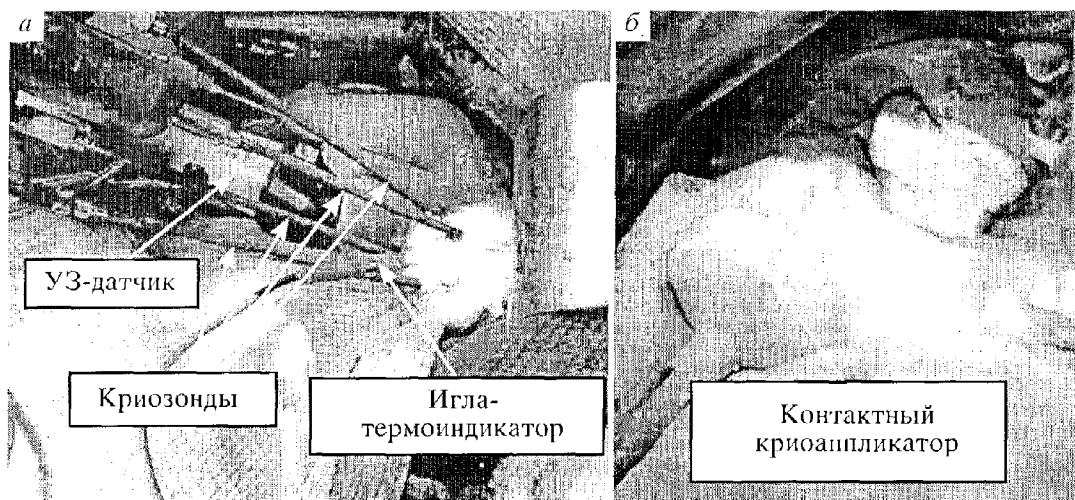 а
б
УЗ-датчик
Криозонды
Игла-
термоиндикатор
Контактный
криоаппликатор